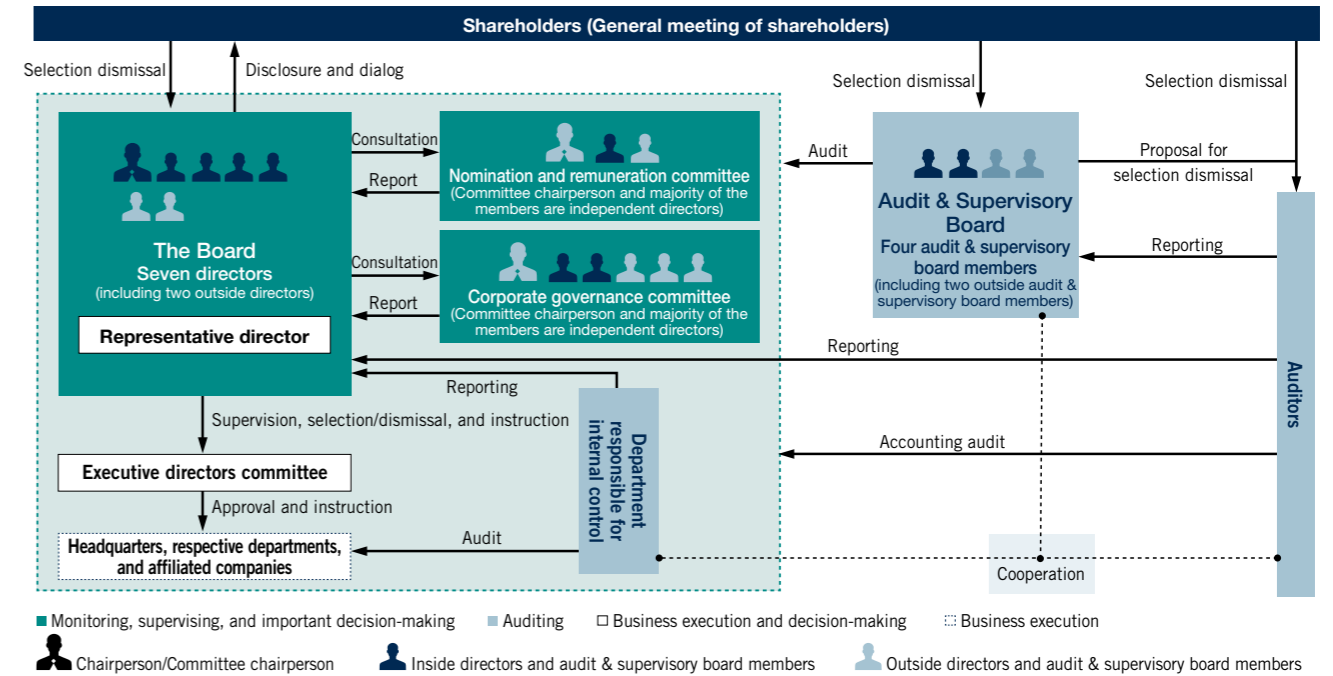 Shareholders (General meeting of shareholders)
Selection dismissal
Disclosure and dialog
Selection dismissal
Selection dismissal
Consultation
Report
Nomination and remuneration committee
(Committee chairperson and majority of the
members are independent directors)
Audit
Proposal for
selection dismissal
Audit & Supervisory
Board
Four audit & supervisory
board members
(including two outside audit &
supervisory board members)
The Board
Seven directors
(including two outside directors)
Representative director
Consultation
Report
Corporate governance committee
(Committee chairperson and majority of the
members are independent directors)
Reporting
Reporting
Reporting
Auditors
Supervision, selection/dismissal, and instruction
Department
responsible for
internal control
Accounting audit
Executive directors committee
Approval and instruction
Headquarters, respective departments,
and affiliated companies
Audit
Cooperation
Monitoring, supervising, and important decision-making
Auditing
Business execution and decision-making
Business execution
Chairperson/Committee chairperson
Inside directors and audit & supervisory board members
Outside directors and audit & supervisory board members